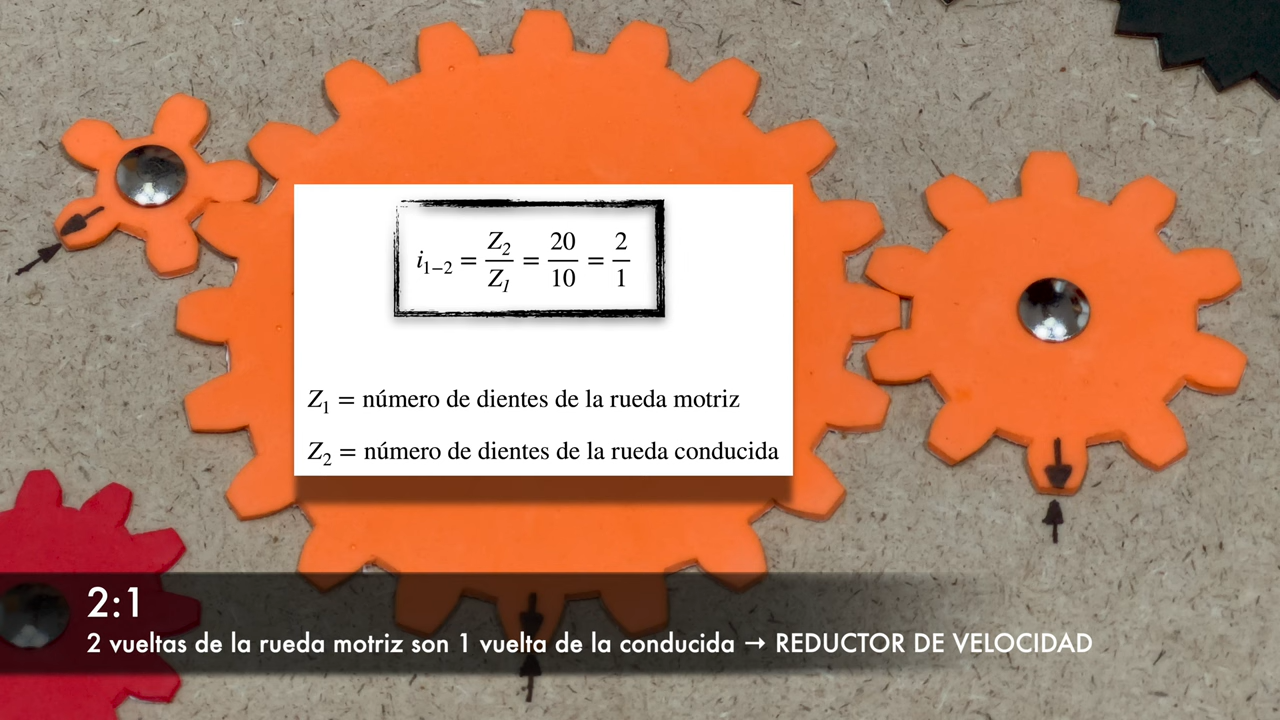 i₁₋₂ = Z₂/Z₁ = 20/10 = 2/1
Z₁ = número de dientes de la rueda motriz
Z₂ = número de dientes de la rueda conducida
2:1
2 vueltas de la rueda motriz son 1 vuelta de la conducida → REDUCTOR DE VELOCIDAD